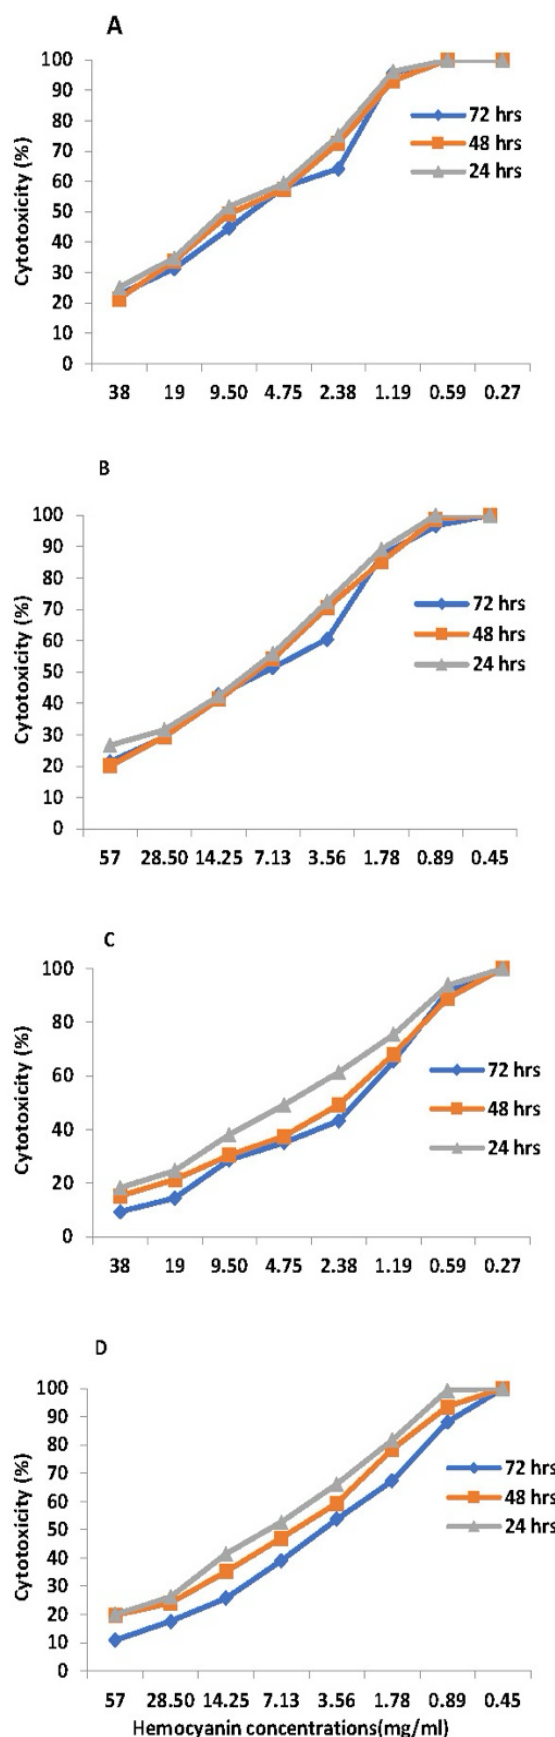 A
Cytotoxicity (%)
100
90
80
70
60
50
40
30
20
10
0
72 hrs
48 hrs
24 hrs
38 19 9.50 4.75 2.38 1.19 0.59 0.27
B
Cytotoxicity (%)
100
90
80
70
60
50
40
30
20
10
0
72 hrs
48 hrs
24 hrs
57 28.50 14.25 7.13 3.56 1.78 0.89 0.45
C
Cytotoxicity (%)
100
80
60
40
20
0
72 hrs
48 hrs
24 hrs
38 19 9.50 4.75 2.38 1.19 0.59 0.27
D
Cytotoxicity (%)
100
90
80
70
60
50
40
30
20
10
0
72 hrs
48 hrs
24 hrs
57 28.50 14.25 7.13 3.56 1.78 0.89 0.45
Hemocyanin concentrations(mg/ml)